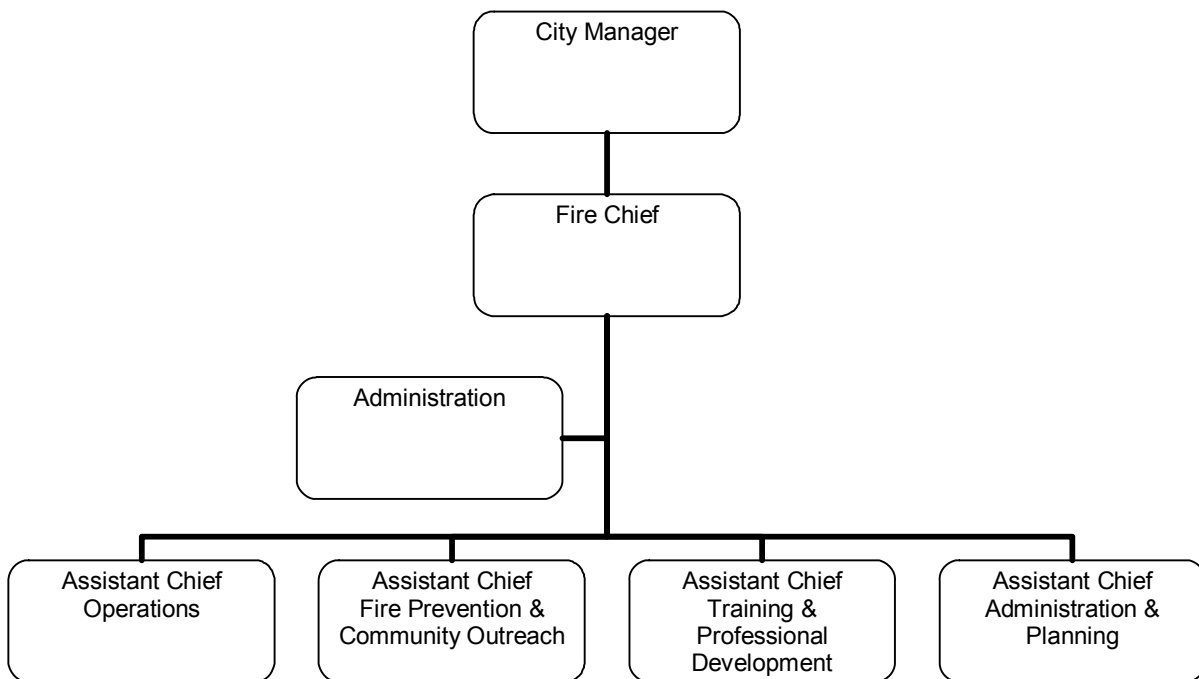 City Manager
Fire Chief
Administration
Assistant Chief
Operations
Assistant Chief
Fire Prevention &
Community Outreach
Assistant Chief
Training &
Professional
Development
Assistant Chief
Administration &
Planning